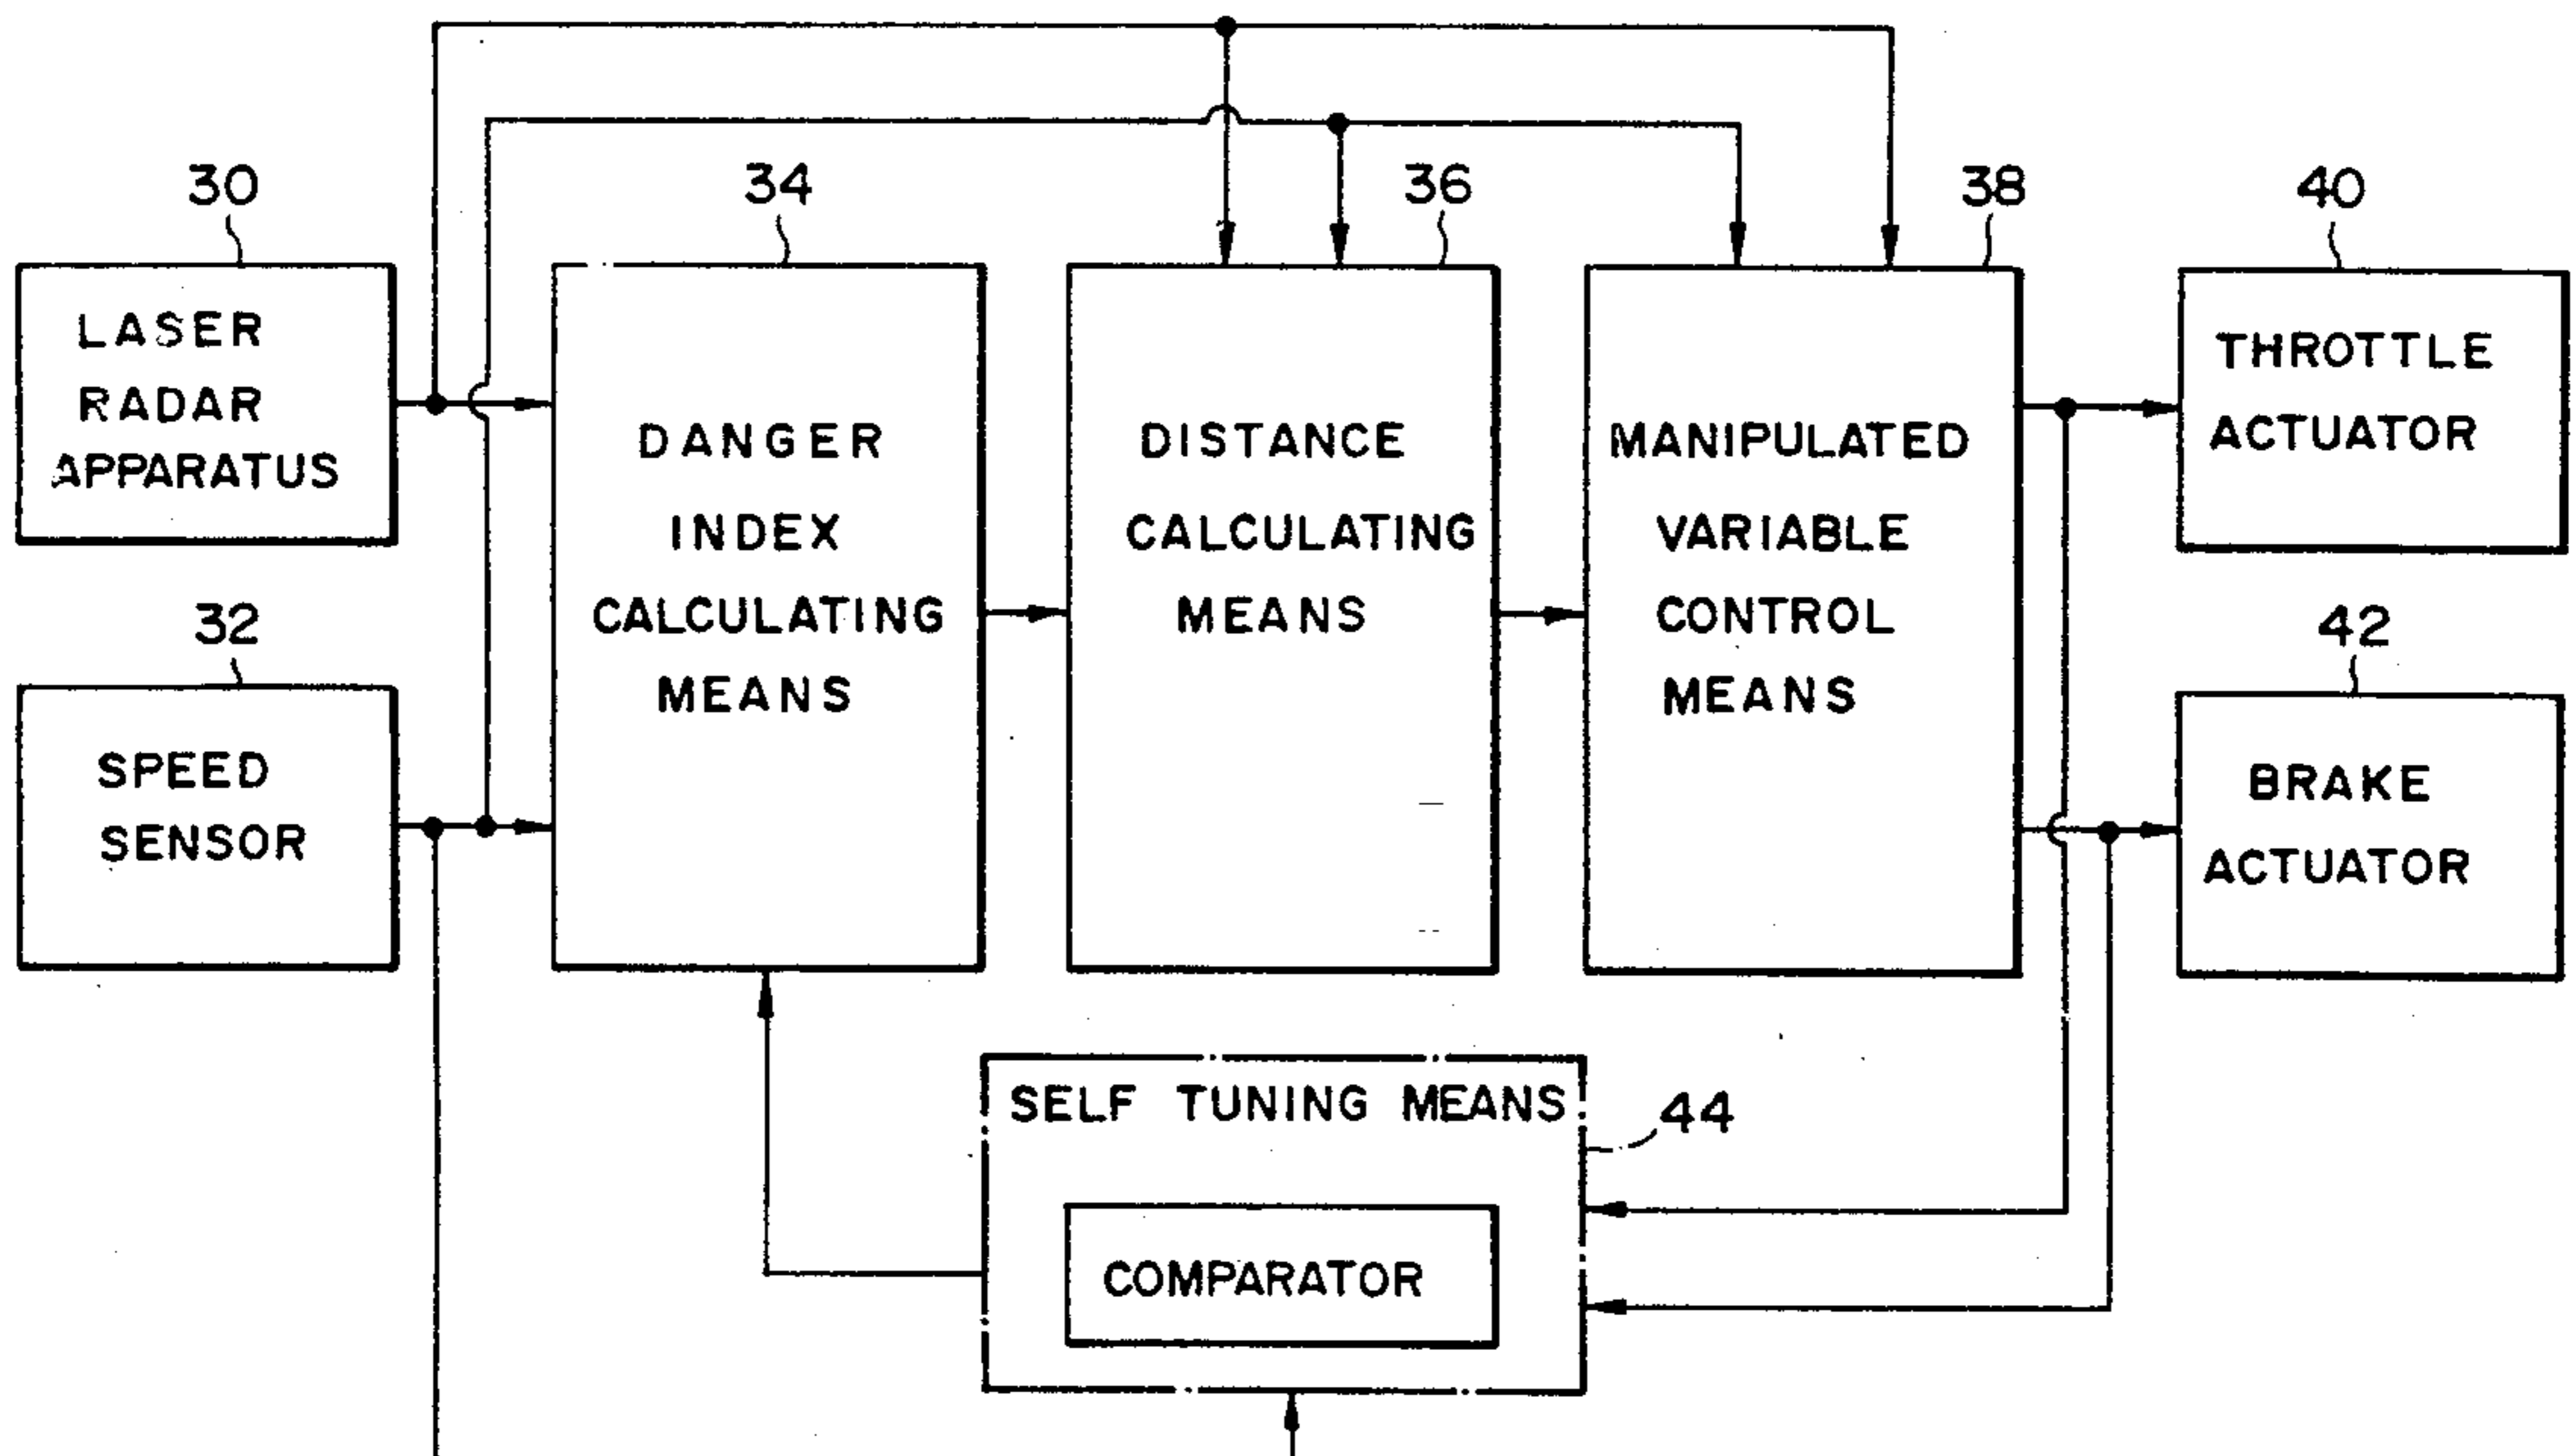 30
LASER
RADAR
APPARATUS
32
SPEED
SENSOR
34
DANGER
INDEX
CALCULATING
MEANS
36
DISTANCE
CALCULATING
MEANS
38
MANIPULATED
VARIABLE
CONTROL
MEANS
40
THROTTLE
ACTUATOR
42
BRAKE
ACTUATOR
SELF TUNING MEANS
44
COMPARATOR